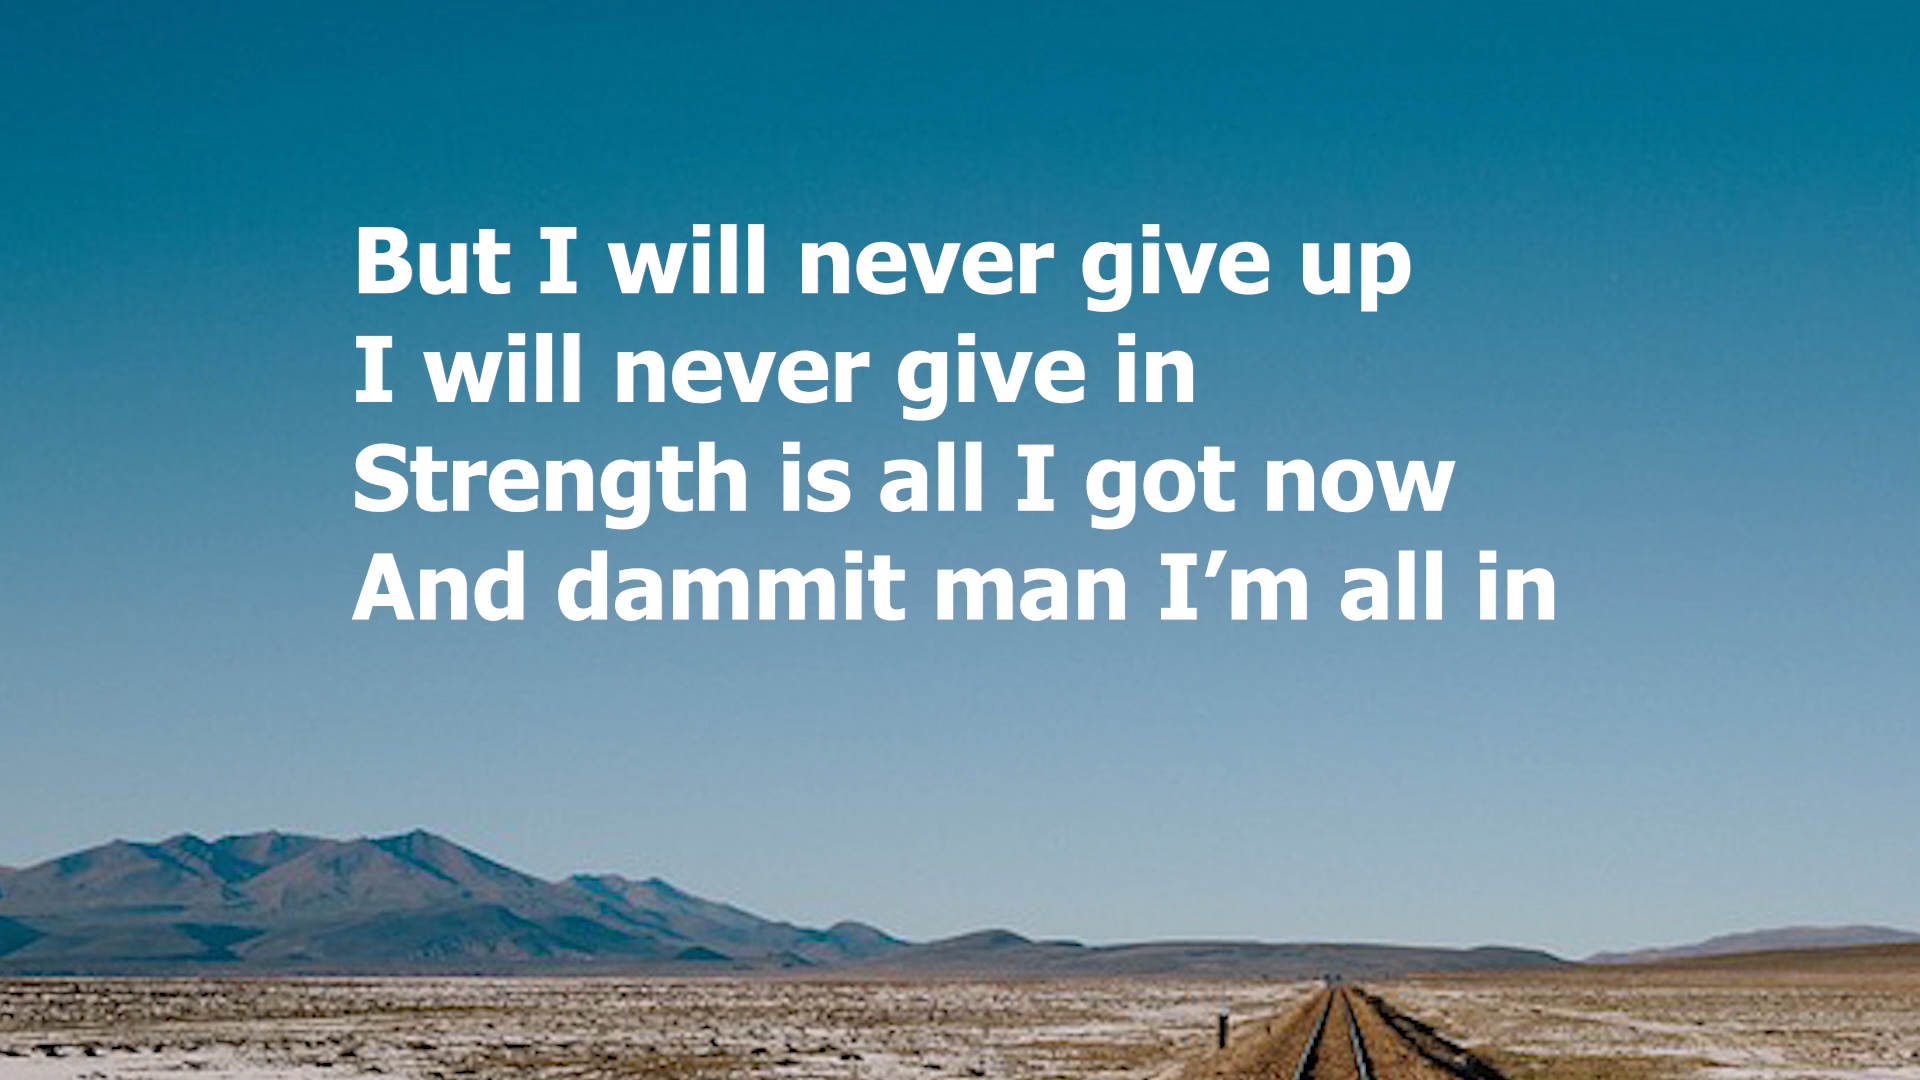 But I will never give up
I will never give in
Strength is all I got now
And dammit man I’m all in